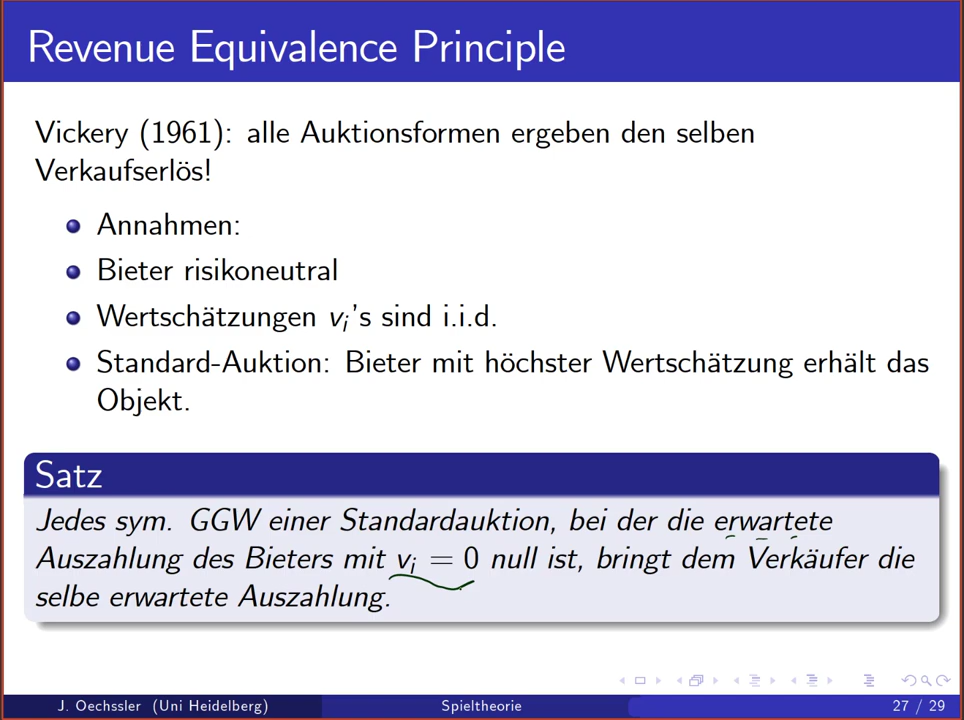 Revenue Equivalence Principle
Vickery (1961): alle Auktionsformen ergeben den selben
Verkaufserlös!
Annahmen:
Bieter risikoneutral
Wertschätzungen v_i's sind i.i.d.
Standard-Auktion: Bieter mit höchster Wertschätzung erhält das
Objekt.
Satz
Jedes sym. GGW einer Standardauktion, bei der die erwartete
Auszahlung des Bieters mit v_i = 0 null ist, bringt dem Verkäufer die
selbe erwartete Auszahlung.
J. Oechssler (Uni Heidelberg) Spieltheorie 27 / 29